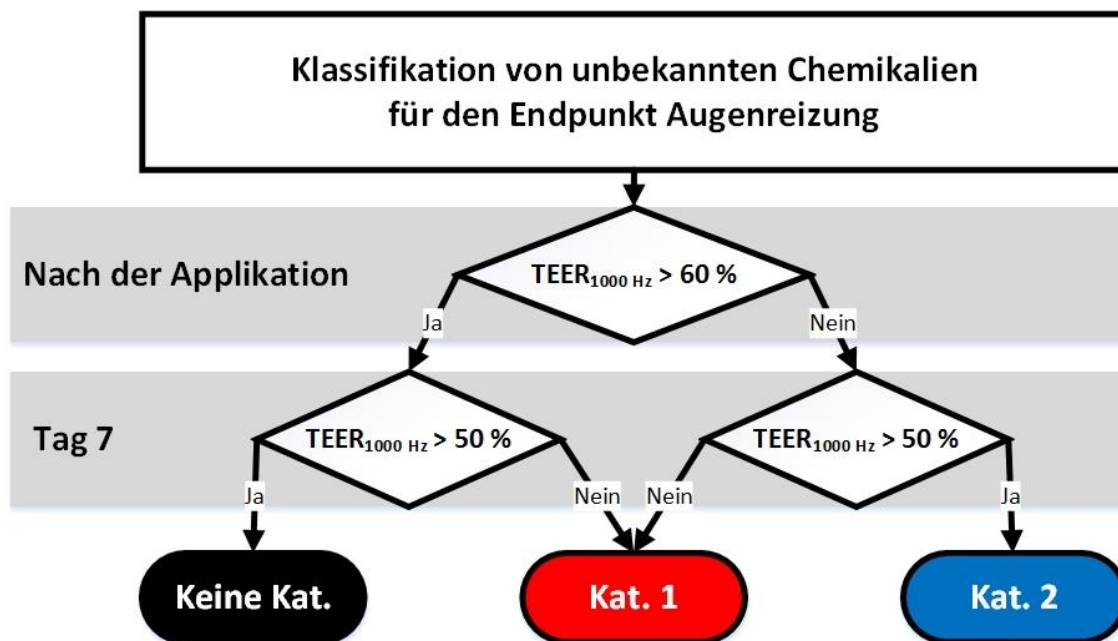 Klassifikation von unbekannten Chemikalien
für den Endpunkt Augenreizung
Nach der Applikation
TEER1000 Hz > 60 %
Ja
Nein
Tag 7
TEER1000 Hz > 50 %
TEER1000 Hz > 50 %
Ja
Nein
Nein
Ja
Keine Kat.
Kat. 1
Kat. 2